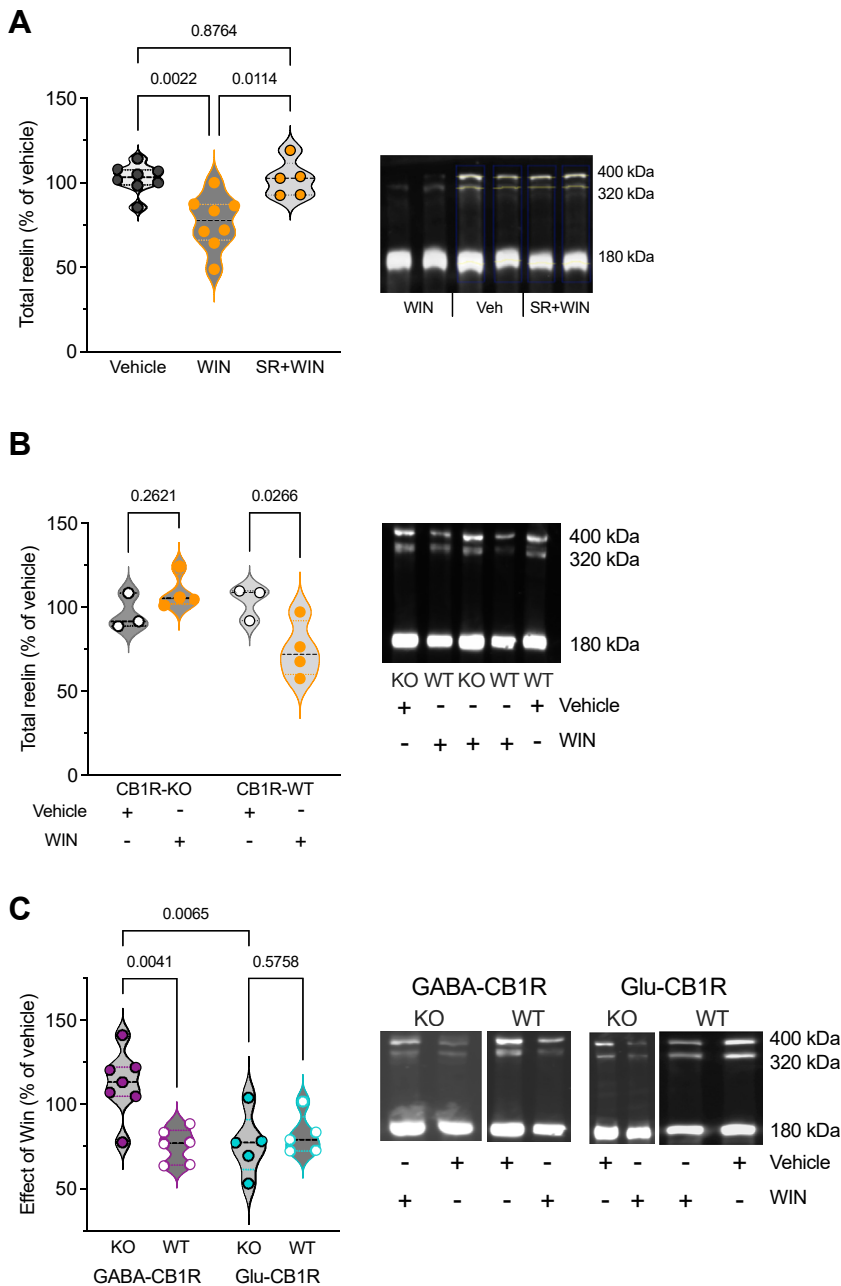 A
0.8764
0.0022 0.0114
150
100
50
0
Total reelin (% of vehicle)
Vehicle WIN SR+WIN
400 kDa
320 kDa
180 kDa
WIN Veh SR+WIN
B
0.2621 0.0266
150
100
50
0
Total reelin (% of vehicle)
CB1R-KO CB1R-WT
Vehicle + - + -
WIN - + - +
400 kDa
320 kDa
180 kDa
KO WT KO WT WT
+ - - - + Vehicle
- + + + - WIN
C
0.0065
0.0041 0.5758
150
100
50
Effect of Win (% of vehicle)
KO WT KO WT
GABA-CB1R Glu-CB1R
GABA-CB1R Glu-CB1R
KO WT KO WT
400 kDa
320 kDa
180 kDa
- + + - + - - + Vehicle
+ - - + - + + - WIN